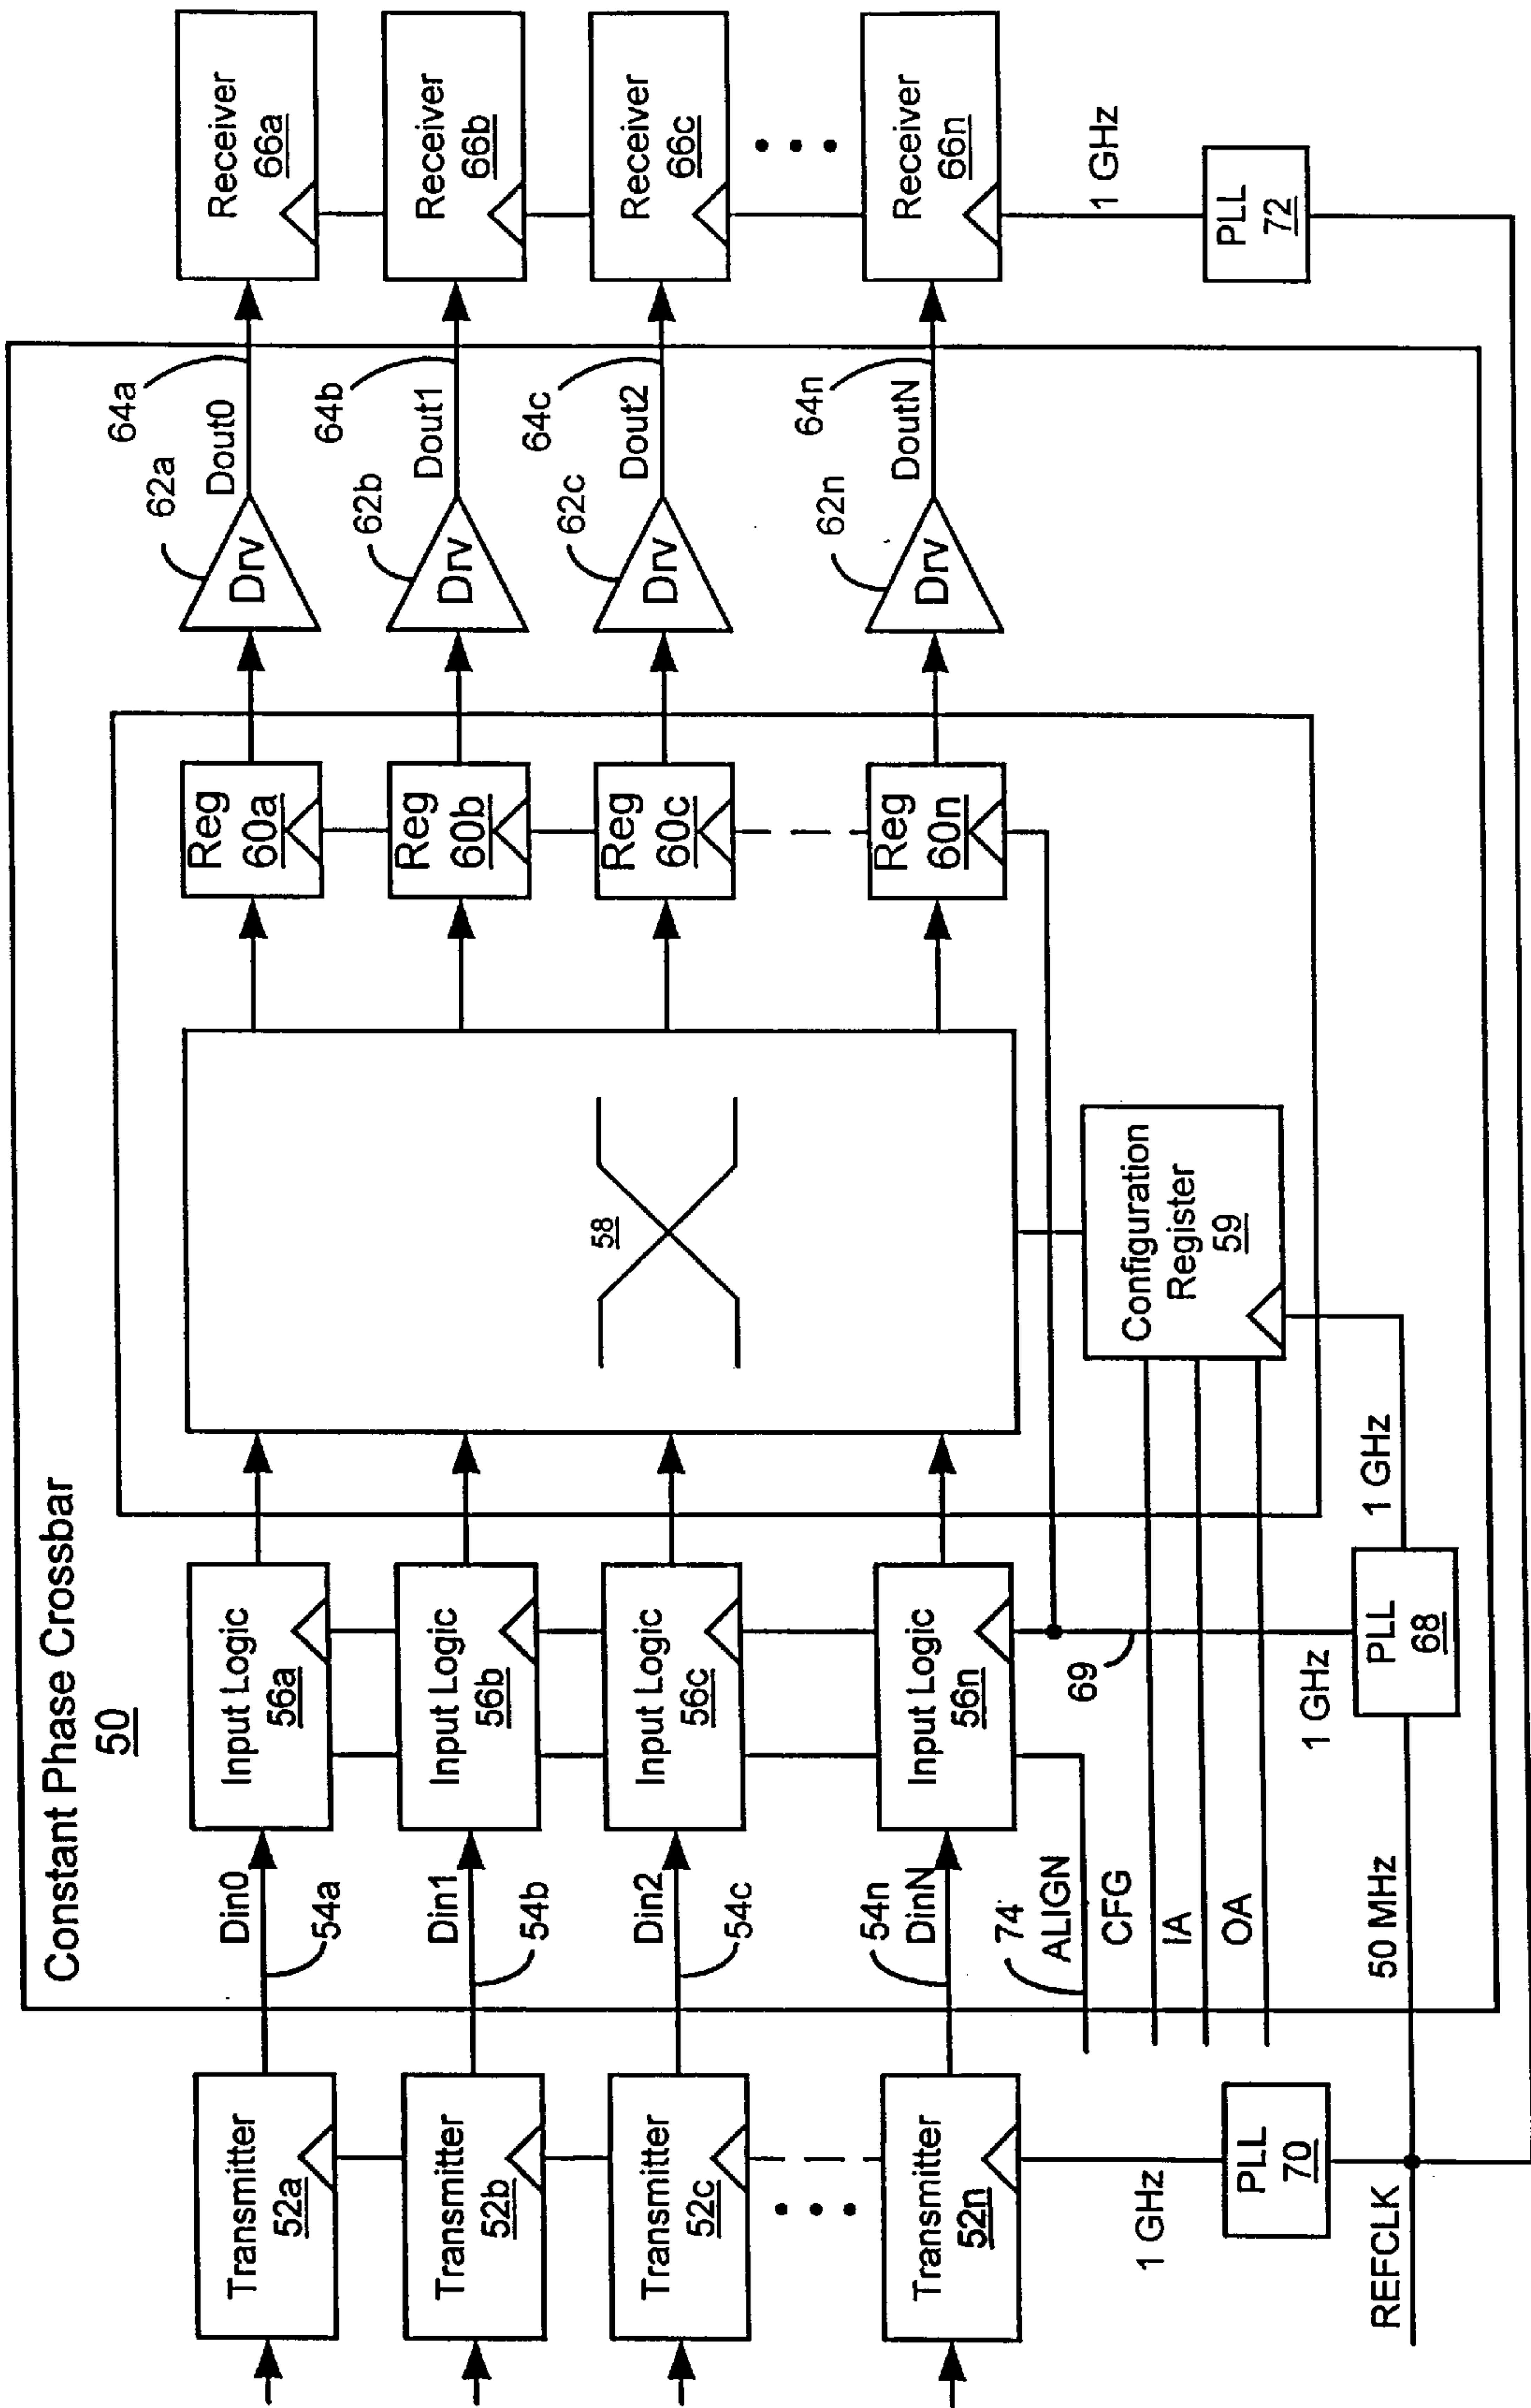 Constant Phase Crossbar
50
Transmitter
52a
Transmitter
52b
Transmitter
52c
Transmitter
52n
1 GHz
PLL
70
REFCLK
Din0
54a
Din1
54b
Din2
54c
54n
DinN
74
ALIGN
CFG
IA
OA
50 MHz
Input Logic
56a
Input Logic
56b
Input Logic
56c
Input Logic
56n
69
1 GHz
PLL
68
1 GHz
58
Configuration
Register
59
Reg
60a
Reg
60b
Reg
60c
Reg
60n
62a
Drv
62b
Drv
62c
Drv
62n
Drv
Dout0
64a
Dout1
64b
Dout2
64c
DoutN
64n
Receiver
66a
Receiver
66b
Receiver
66c
Receiver
66n
1 GHz
PLL
72